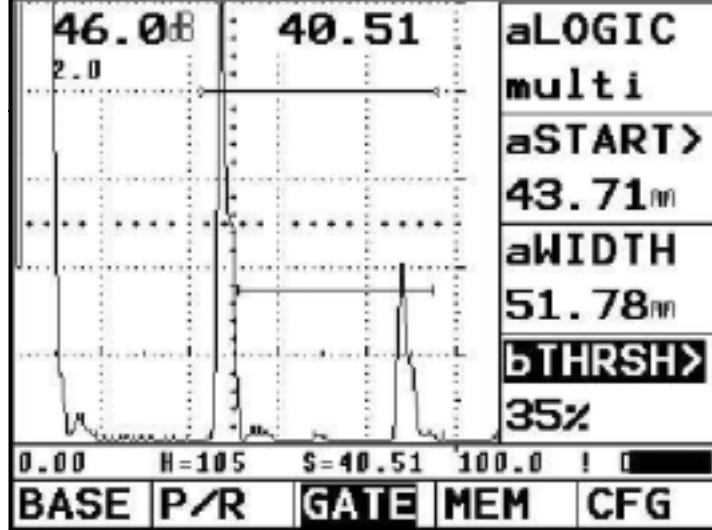 46.0dB 40.51
2.0
aLOGIC
multi
aSTART>
43.71mm
aWIDTH
51.78mm
bTHRSH>
35%
0.00 H=105 S=40.51 100.0 !
BASE P/R GATE MEM CFG